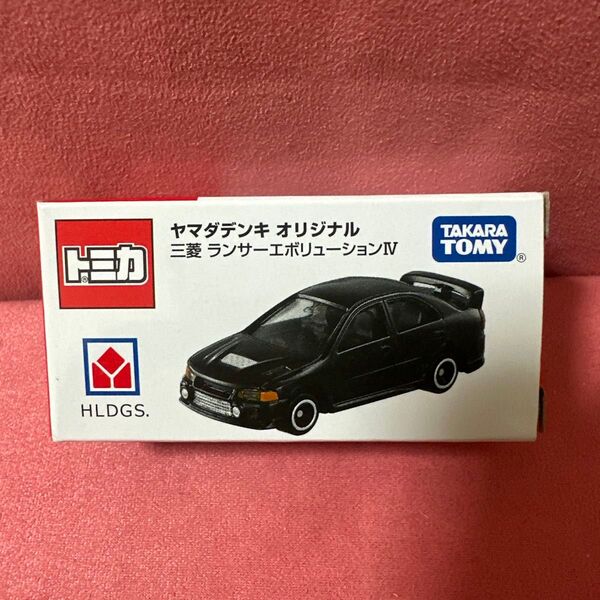 トミカ
ヤマダデンキ オリジナル
三菱 ランサーエボリューションⅣ
TAKARA
TOMY
®
HLDGS.